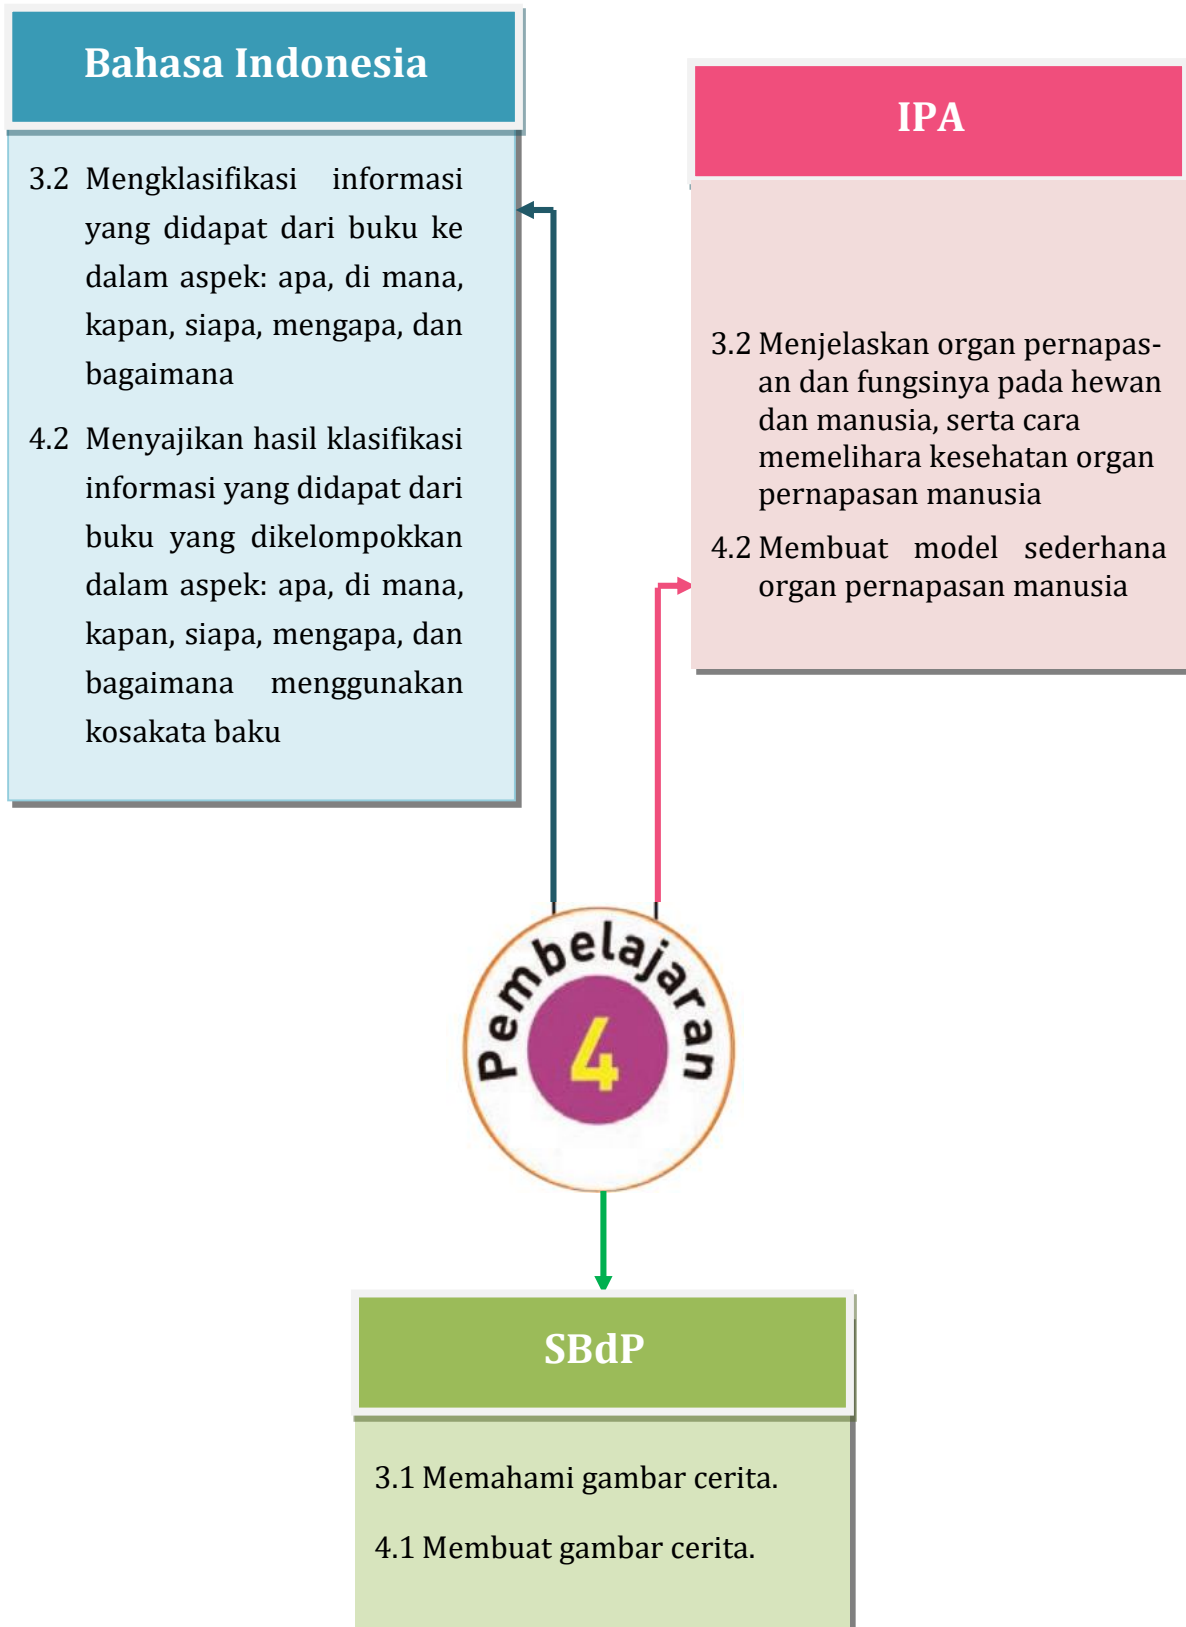 Bahasa Indonesia
3.2 Mengklasifikasi informasi
yang didapat dari buku ke
dalam aspek: apa, di mana,
kapan, siapa, mengapa, dan
bagaimana
4.2 Menyajikan hasil klasifikasi
informasi yang didapat dari
buku yang dikelompokkan
dalam aspek: apa, di mana,
kapan, siapa, mengapa, dan
bagaimana menggunakan
kosakata baku
IPA
3.2 Menjelaskan organ pernapas-
an dan fungsinya pada hewan
dan manusia, serta cara
memelihara kesehatan organ
pernapasan manusia
4.2 Membuat model sederhana
organ pernapasan manusia
Pembelajaran
4
SBdP
3.1 Memahami gambar cerita.
4.1 Membuat gambar cerita.